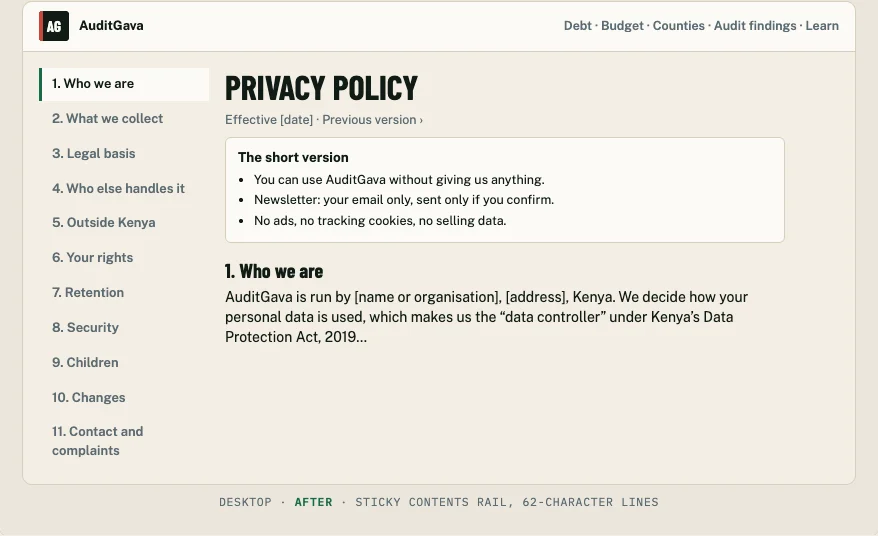 AG AuditGava Debt · Budget · Counties · Audit findings · Learn
1. Who we are
2. What we collect
3. Legal basis
4. Who else handles it
5. Outside Kenya
6. Your rights
7. Retention
8. Security
9. Children
10. Changes
11. Contact and
complaints
PRIVACY POLICY
Effective [date] · Previous version ›
The short version
• You can use AuditGava without giving us anything.
• Newsletter: your email only, sent only if you confirm.
• No ads, no tracking cookies, no selling data.
1. Who we are
AuditGava is run by [name or organisation], [address], Kenya. We decide how your
personal data is used, which makes us the “data controller” under Kenya’s Data
Protection Act, 2019…
DESKTOP · AFTER · STICKY CONTENTS RAIL, 62-CHARACTER LINES